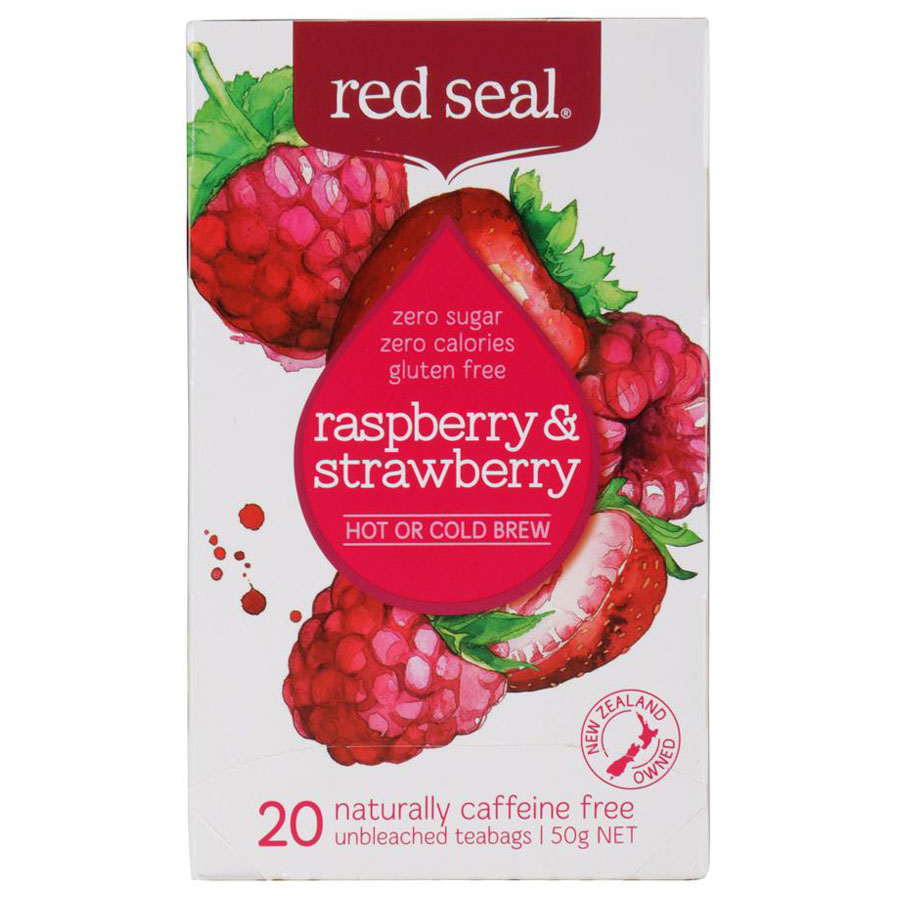 red seal®
zero sugar
zero calories
gluten free
raspberry &
strawberry
HOT OR COLD BREW
NEW ZEALAND
OWNED
20 naturally caffeine free
unbleached teabags | 50g NET